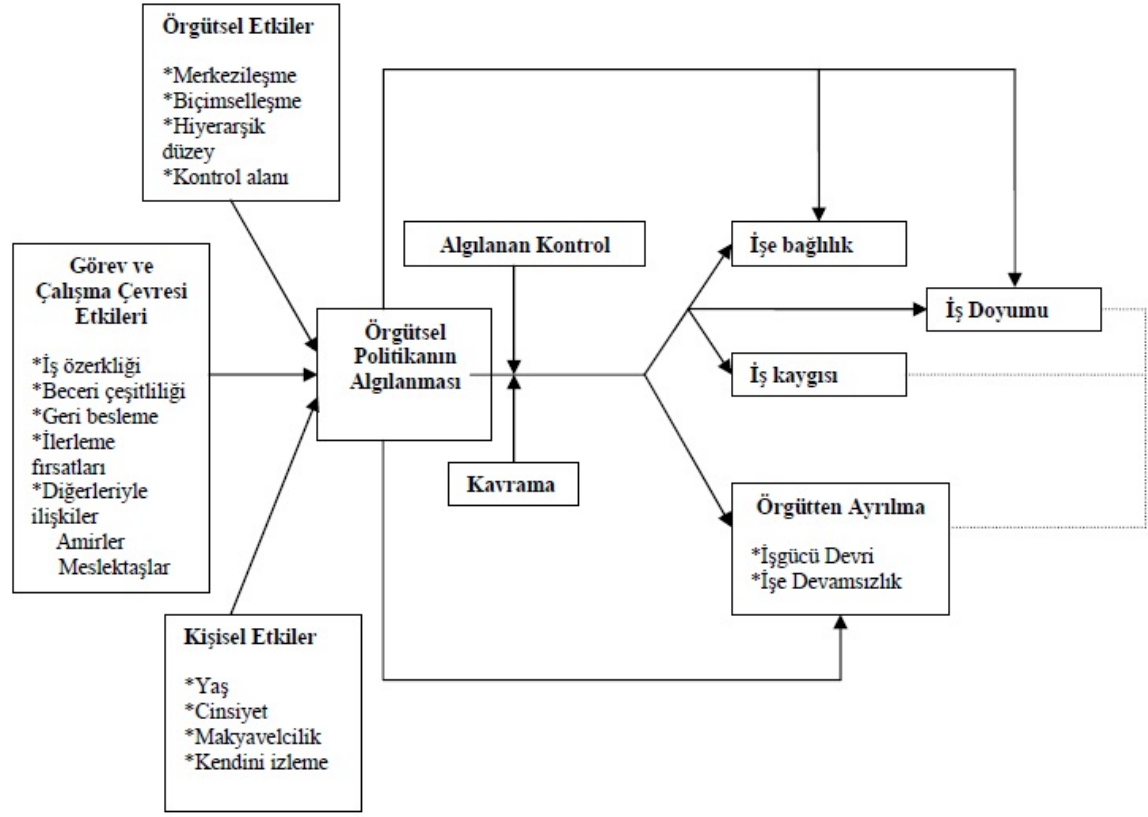 Örgütsel Etkiler
*Merkezileşme
*Biçimselleşme
*Hiyerarşik
düzey
*Kontrol alanı
Görev ve
Çalışma Çevresi
Etkileri
*İş özerkliği
*Beceri çeşitliliği
*Geri besleme
*İlerleme
fırsatları
*Diğerleriyle
ilişkiler
Amirler
Meslektaşlar
Kişisel Etkiler
*Yaş
*Cinsiyet
*Makyavelcilik
*Kendini izleme
Örgütsel
Politikanın
Algılanması
Algılanan Kontrol
Kavrama
İşe bağlılık
İş Doyumu
İş kaygısı
Örgütten Ayrılma
*İşgücü Devri
*İşe Devamsızlık